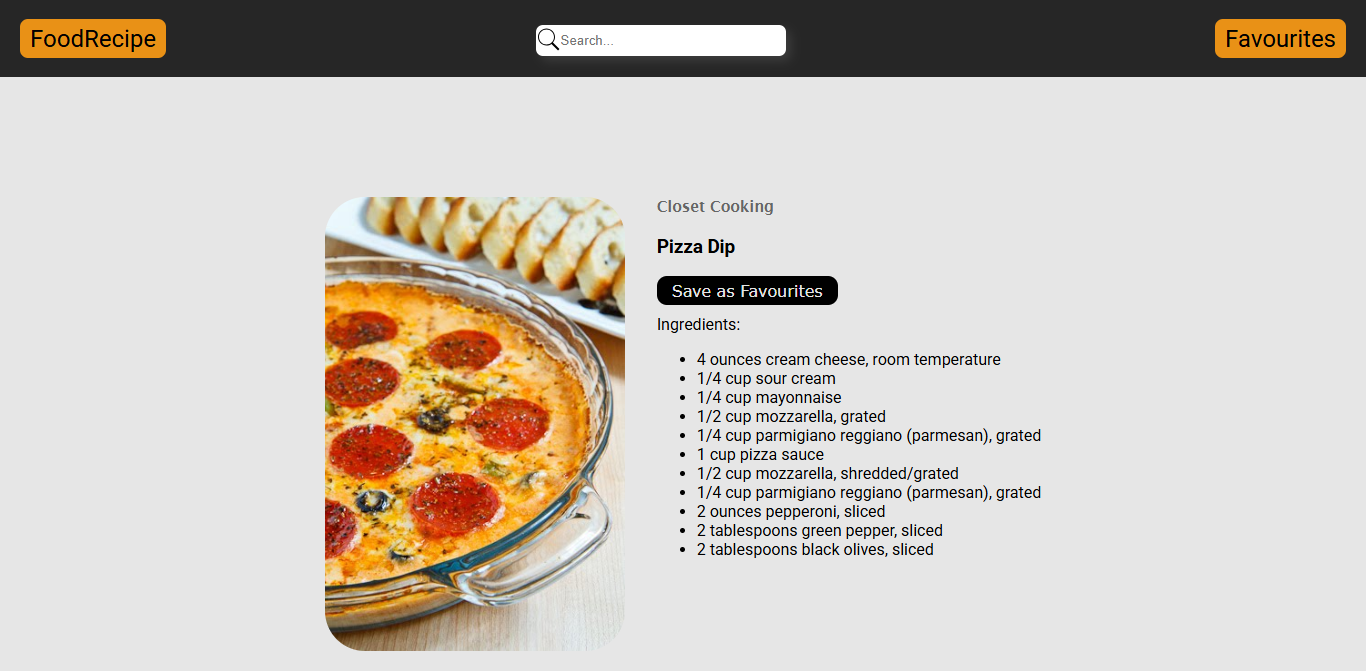 FoodRecipe
Search...
Favourites
Closet Cooking
Pizza Dip
Save as Favourites
Ingredients:
4 ounces cream cheese, room temperature
1/4 cup sour cream
1/4 cup mayonnaise
1/2 cup mozzarella, grated
1/4 cup parmigiano reggiano (parmesan), grated
1 cup pizza sauce
1/2 cup mozzarella, shredded/grated
1/4 cup parmigiano reggiano (parmesan), grated
2 ounces pepperoni, sliced
2 tablespoons green pepper, sliced
2 tablespoons black olives, sliced